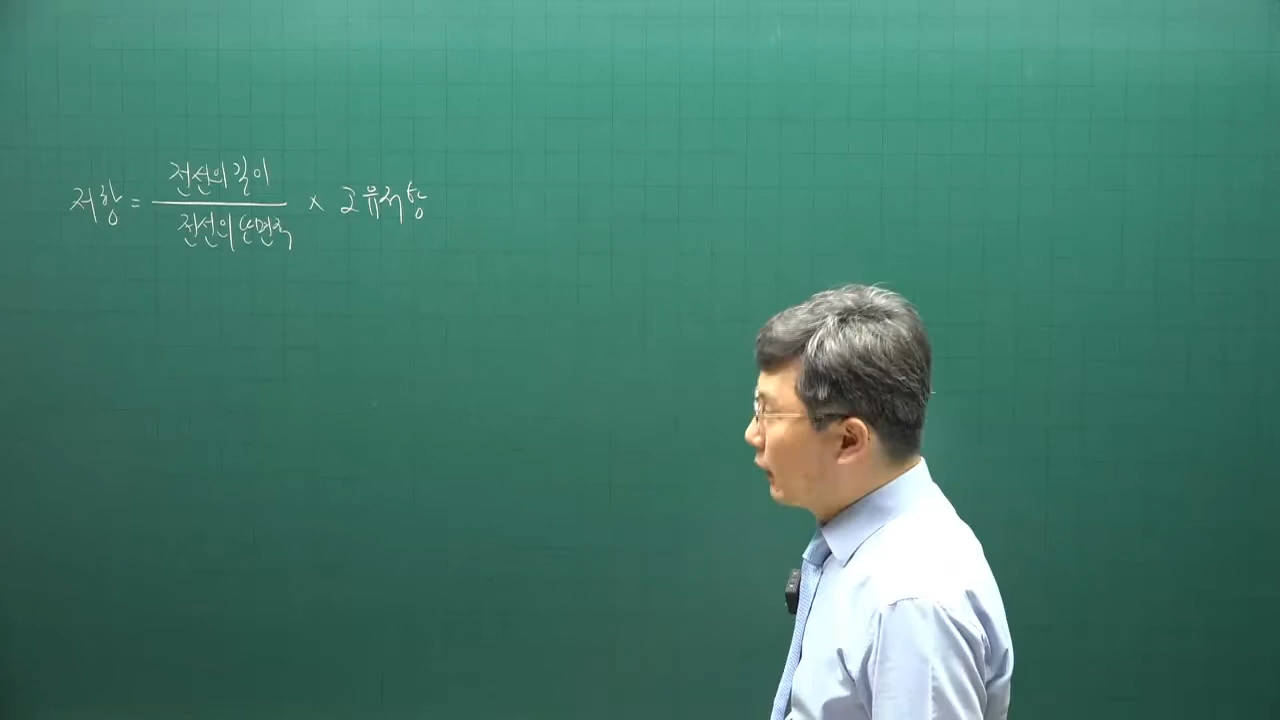 전선의 길이
저항 = ―――― × 고유저항
전선의 단면적